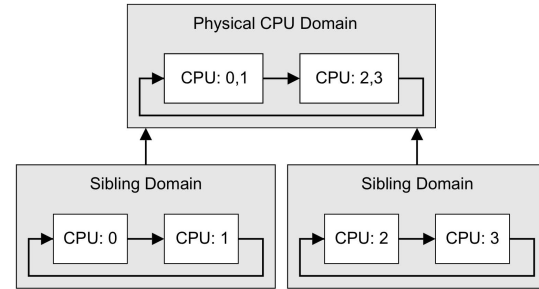 Physical CPU Domain
CPU: 0,1
CPU: 2,3
Sibling Domain
CPU: 0
CPU: 1
Sibling Domain
CPU: 2
CPU: 3